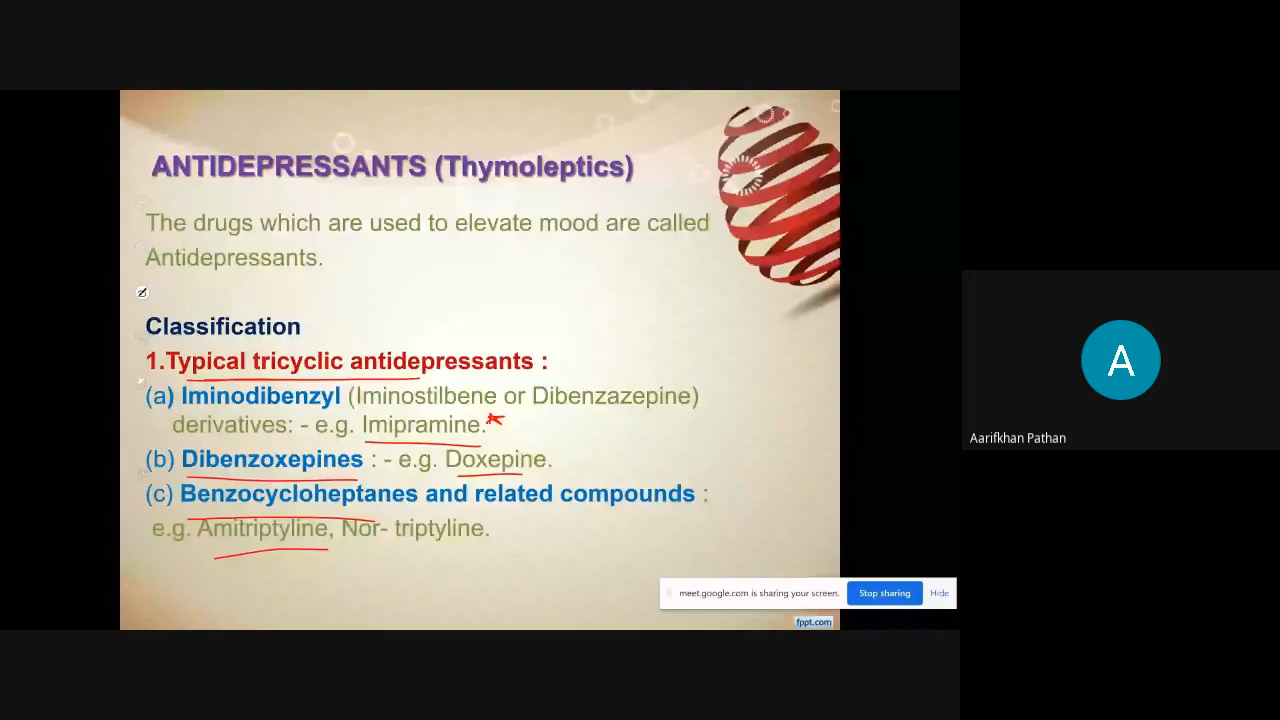 ANTIDEPRESSANTS (Thymoleptics)
The drugs which are used to elevate mood are called
Antidepressants.
Classification
1.Typical tricyclic antidepressants :
(a) Iminodibenzyl (Iminostilbene or Dibenzazepine)
derivatives: - e.g. Imipramine.
(b) Dibenzoxepines : - e.g. Doxepine.
(c) Benzocycloheptanes and related compounds :
e.g. Amitriptyline, Nor- triptyline.
meet.google.com is sharing your screen. Stop sharing Hide
fppt.com
A
Aarifkhan Pathan